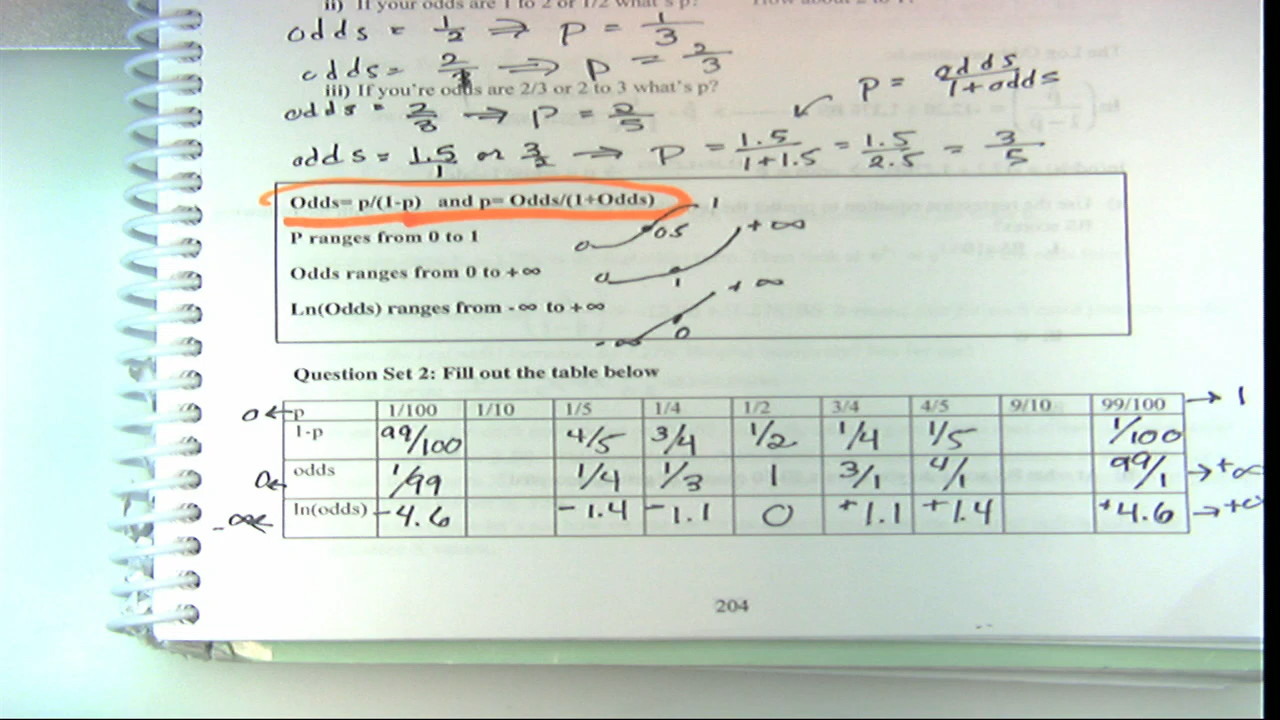 ii) If your odds are 1 to 2 or 1/2 what's p?
odds = 1/2 ⟹ p = 1/3
odds = 2/1 ⟹ p = 2/3
iii) If you're odds are 2/3 or 2 to 3 what's p?
p = odds/1+odds
odds = 2/3 ⟹ p = 2/5
odds = 1.5/1 or 3/2 ⟹ p = 1.5/1+1.5 = 1.5/2.5 = 3/5
Odds= p/(1-p) and p= Odds/(1+Odds)
P ranges from 0 to 1
0 0.5 1
Odds ranges from 0 to +∞
0 1 +∞
Ln(Odds) ranges from -∞ to +∞
-∞ 0 +∞
Question Set 2: Fill out the table below
0 ← p 1/100 1/10 1/5 1/4 1/2 3/4 4/5 9/10 99/100 → 1
1-p 99/100 4/5 3/4 1/2 1/4 1/5 1/100
0 ← odds 1/99 1/4 1/3 1 3/1 4/1 99/1 → +∞
-∞ ← ln(odds) -4.6 -1.4 -1.1 0 +1.1 +1.4 +4.6 → +∞
204